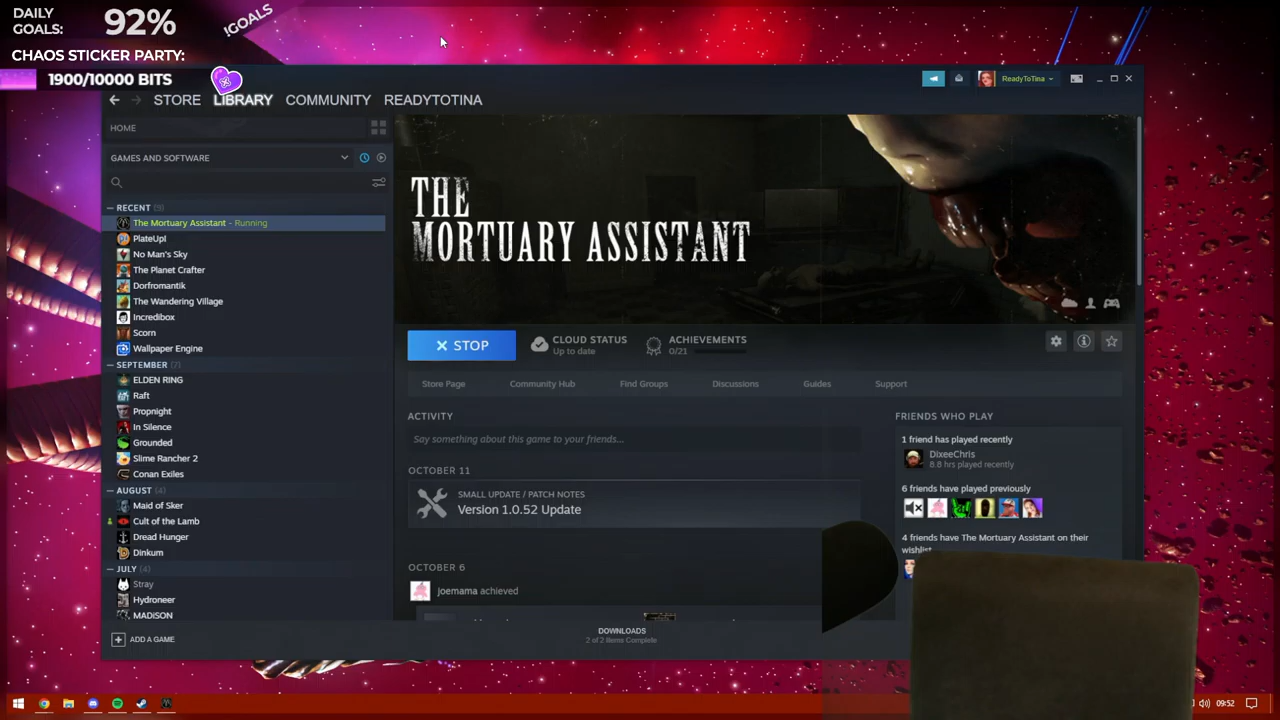 DAILY
GOALS:
92%
!GOALS
CHAOS STICKER PARTY:
1900/10000 BITS
ReadyToTina
STORE LIBRARY COMMUNITY READYTOTINA
HOME
GAMES AND SOFTWARE
RECENT (9)
The Mortuary Assistant - Running
PlateUp!
No Man's Sky
The Planet Crafter
Dorfromantik
The Wandering Village
Incredibox
Scorn
Wallpaper Engine
SEPTEMBER (7)
ELDEN RING
Raft
Propnight
In Silence
Grounded
Slime Rancher 2
Conan Exiles
AUGUST (4)
Maid of Sker
Cult of the Lamb
Dread Hunger
Dinkum
JULY (4)
Stray
Hydroneer
MADiSON
ADD A GAME
THE
MORTUARY ASSISTANT
STOP
CLOUD STATUS
Up to date
ACHIEVEMENTS
0/21
Store Page Community Hub Find Groups Discussions Guides Support
ACTIVITY
Say something about this game to your friends...
OCTOBER 11
SMALL UPDATE / PATCH NOTES
Version 1.0.52 Update
OCTOBER 6
joemama achieved
FRIENDS WHO PLAY
1 friend has played recently
DixeeChris
8.8 hrs played recently
6 friends have played previously
4 friends have The Mortuary Assistant on their
wishlist
DOWNLOADS
2 of 2 Items Complete
09:52